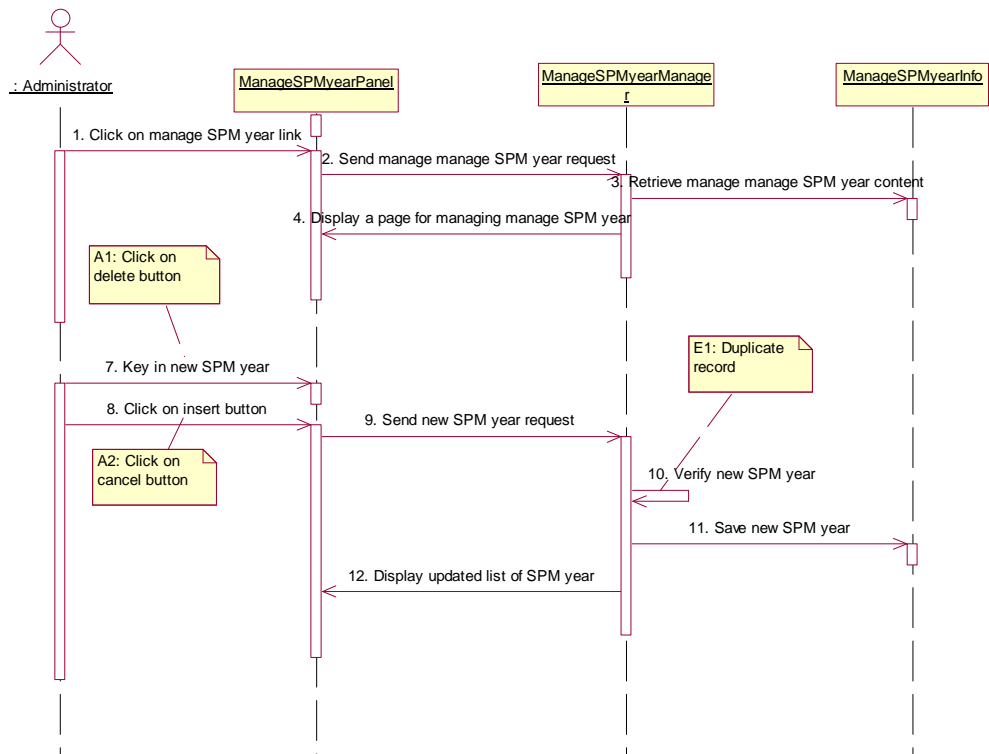 : Administrator
ManageSPMyearPanel
ManageSPMyearManage
r
ManageSPMyearInfo
1. Click on manage SPM year link
2. Send manage manage SPM year request
3. Retrieve manage manage SPM year content
4. Display a page for managing manage SPM year
A1: Click on
delete button
7. Key in new SPM year
E1: Duplicate
record
8. Click on insert button
9. Send new SPM year request
A2: Click on
cancel button
10. Verify new SPM year
11. Save new SPM year
12. Display updated list of SPM year